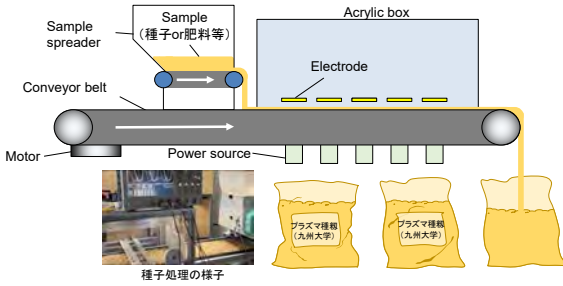 Sample
spreader
Sample
(種子or肥料等)
Acrylic box
Electrode
Conveyor belt
Motor
Power source
種子処理の様子
プラズマ種籾
(九州大学)
プラズマ種籾
(九州大学)